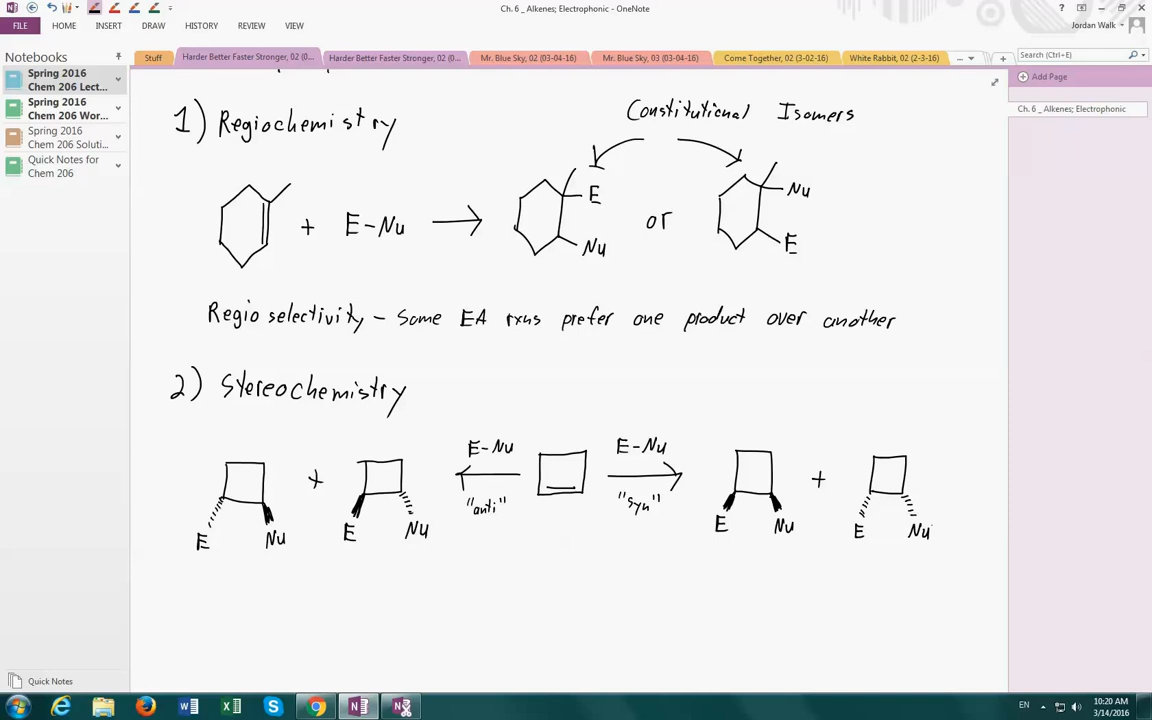 Ch. 6 _ Alkenes; Electrophonic - OneNote
FILE HOME INSERT DRAW HISTORY REVIEW VIEW
Jordan Walk
Notebooks
Stuff
Harder Better Faster Stronger, 02 (0...
Harder Better Faster Stronger, 02 (0...
Mr. Blue Sky, 02 (03-04-16)
Mr. Blue Sky, 03 (03-04-16)
Come Together, 02 (3-02-16)
White Rabbit, 02 (2-3-16)
Search (Ctrl+E)
Spring 2016
Chem 206 Lect...
Spring 2016
Chem 206 Wor...
Spring 2016
Chem 206 Soluti...
Quick Notes for
Chem 206
Add Page
Ch. 6 _ Alkenes; Electrophonic
1) Regiochemistry
Constitutional Isomers
+ E-Nu → E Nu or Nu E
Regioselectivity - Some EA rxns prefer one product over another
2) Stereochemistry
E-Nu E-Nu
+ "anti" "syn" +
E Nu E Nu E Nu E Nu
Quick Notes
EN
10:20 AM
3/14/2016